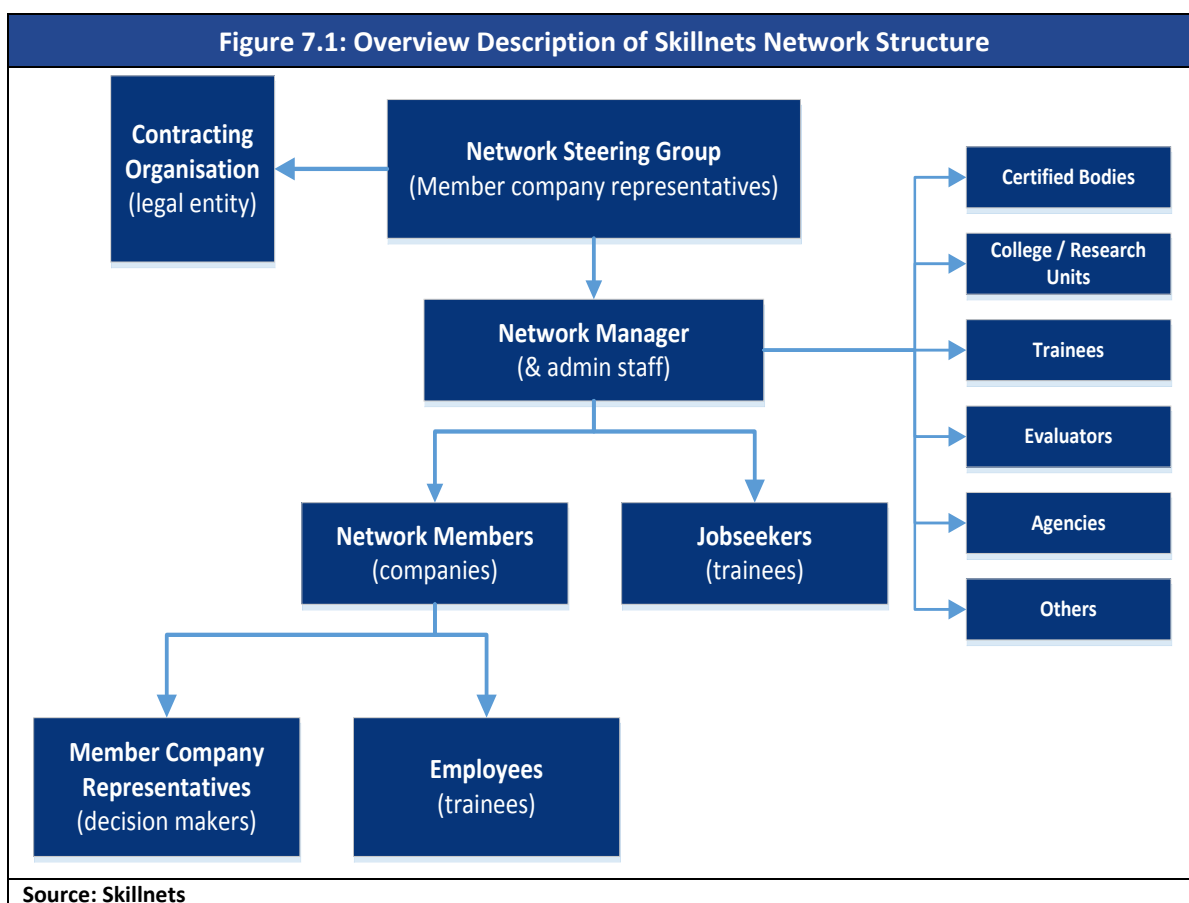 Figure 7.1: Overview Description of Skillnets Network Structure
Contracting
Organisation
(legal entity)
Network Steering Group
(Member company representatives)
Certified Bodies
College / Research
Units
Network Manager
(& admin staff)
Trainees
Evaluators
Network Members
(companies)
Jobseekers
(trainees)
Agencies
Others
Member Company
Representatives
(decision makers)
Employees
(trainees)
Source: Skillnets